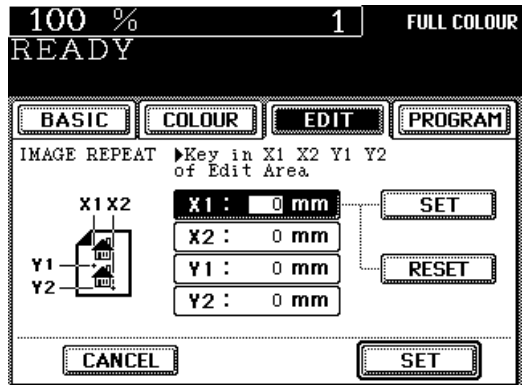 100 % 1 FULL COLOUR
READY
BASIC COLOUR EDIT PROGRAM
IMAGE REPEAT ▶Key in X1 X2 Y1 Y2
of Edit Area
X1 X2
X1 : 0 mm SET
X2 : 0 mm
Y1
Y1 : 0 mm RESET
Y2
Y2 : 0 mm
CANCEL SET